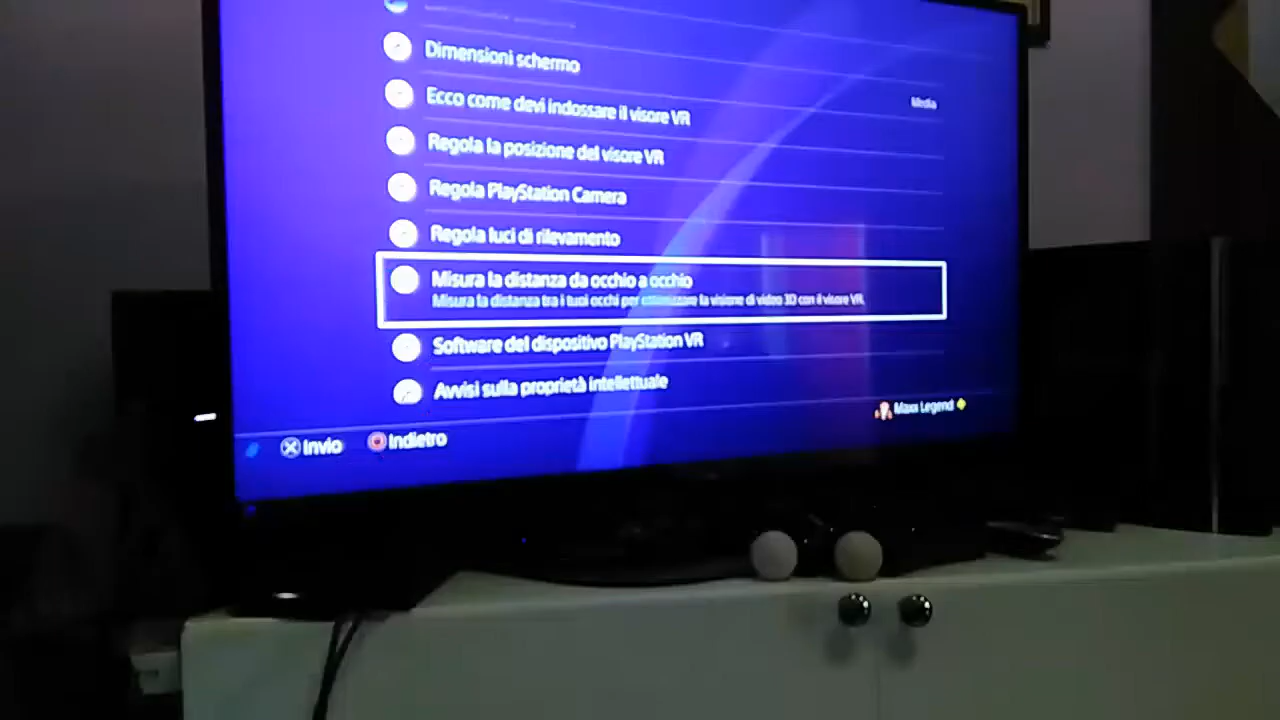 Dimensioni schermo
Ecco come devi indossare il visore VR
Media
Regola la posizione del visore VR
Regola PlayStation Camera
Regola luci di rilevamento
Misura la distanza da occhio a occhio
Misura la distanza tra i tuoi occhi per ottimizzare la visione di video 3D con il visore VR.
Software del dispositivo PlayStation VR
Avvisi sulla proprietà intellettuale
Maxx Legend
Invio
Indietro